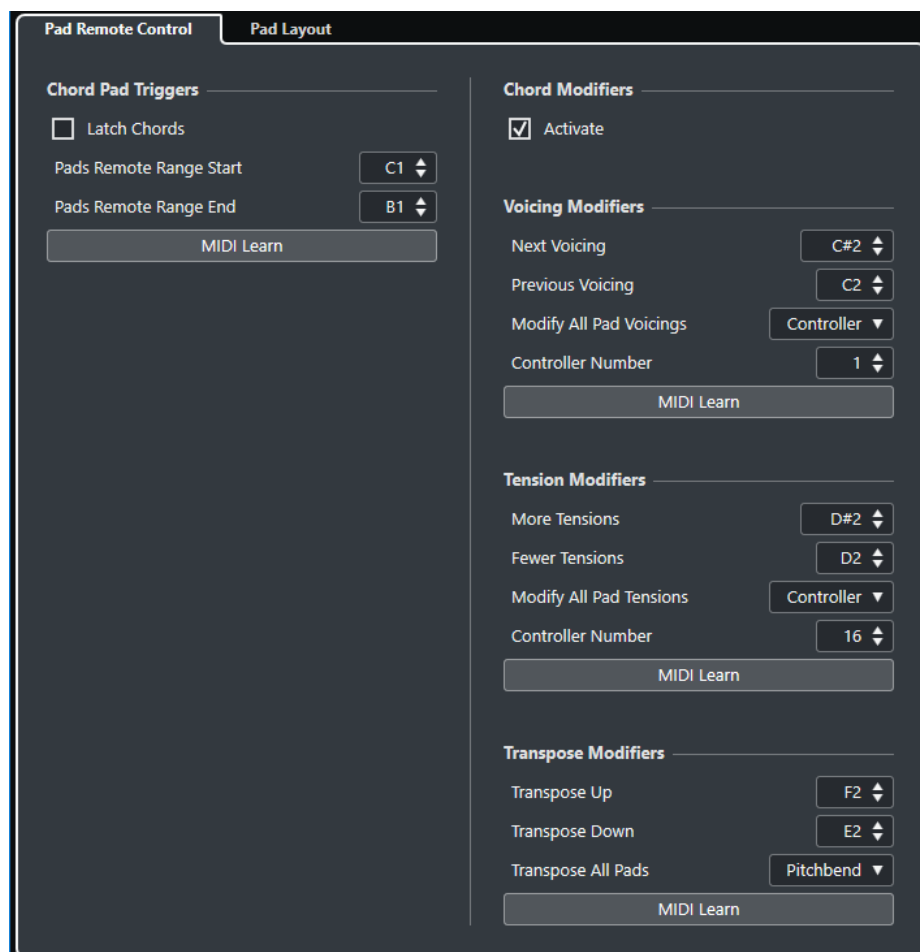 Pad Remote Control
Pad Layout
Chord Pad Triggers
Latch Chords
Pads Remote Range Start C1
Pads Remote Range End B1
MIDI Learn
Chord Modifiers
Activate
Voicing Modifiers
Next Voicing C#2
Previous Voicing C2
Modify All Pad Voicings Controller
Controller Number 1
MIDI Learn
Tension Modifiers
More Tensions D#2
Fewer Tensions D2
Modify All Pad Tensions Controller
Controller Number 16
MIDI Learn
Transpose Modifiers
Transpose Up F2
Transpose Down E2
Transpose All Pads Pitchbend
MIDI Learn